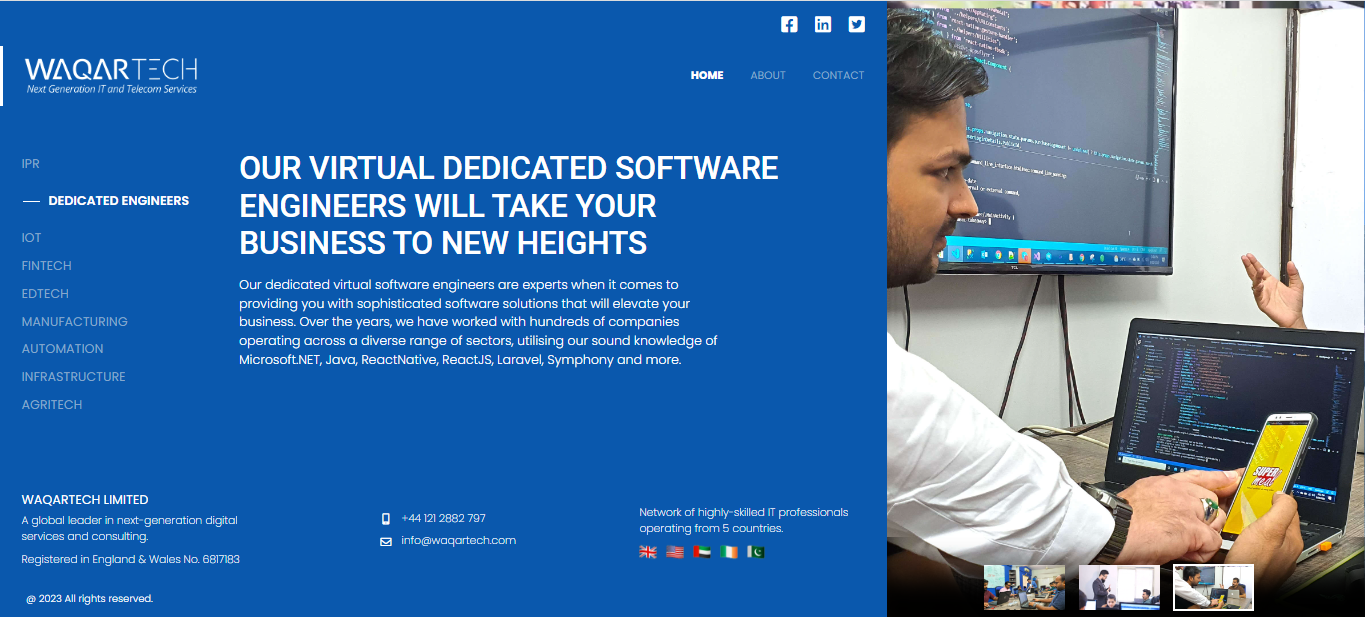 WAQARTECH
Next Generation IT and Telecom Services
HOME ABOUT CONTACT
IPR
DEDICATED ENGINEERS
IOT
FINTECH
EDTECH
MANUFACTURING
AUTOMATION
INFRASTRUCTURE
AGRITECH
OUR VIRTUAL DEDICATED SOFTWARE
ENGINEERS WILL TAKE YOUR
BUSINESS TO NEW HEIGHTS
Our dedicated virtual software engineers are experts when it comes to
providing you with sophisticated software solutions that will elevate your
business. Over the years, we have worked with hundreds of companies
operating across a diverse range of sectors, utilising our sound knowledge of
Microsoft.NET, Java, ReactNative, ReactJS, Laravel, Symphony and more.
WAQARTECH LIMITED
A global leader in next-generation digital
services and consulting.
Registered in England & Wales No. 6817183
+44 121 2882 797
info@waqartech.com
Network of highly-skilled IT professionals
operating from 5 countries.
@ 2023 All rights reserved.
TCL
SUPER
Meal